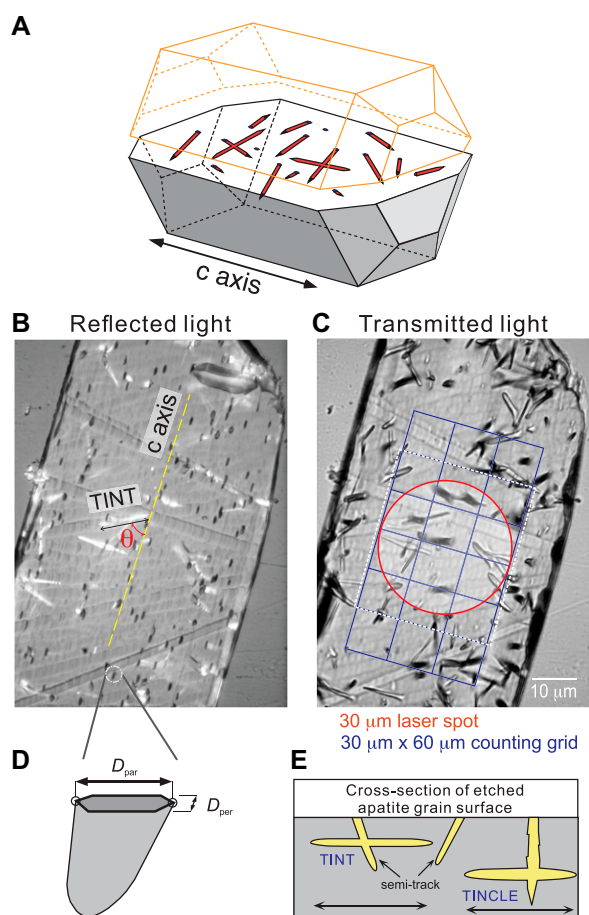 A
c axis
B Reflected light
c axis
TINT
θ
C Transmitted light
10 μm
30 μm laser spot
30 μm x 60 μm counting grid
D
Dpar
Dper
E
Cross-section of etched
apatite grain surface
TINT
semi-track
TINCLE